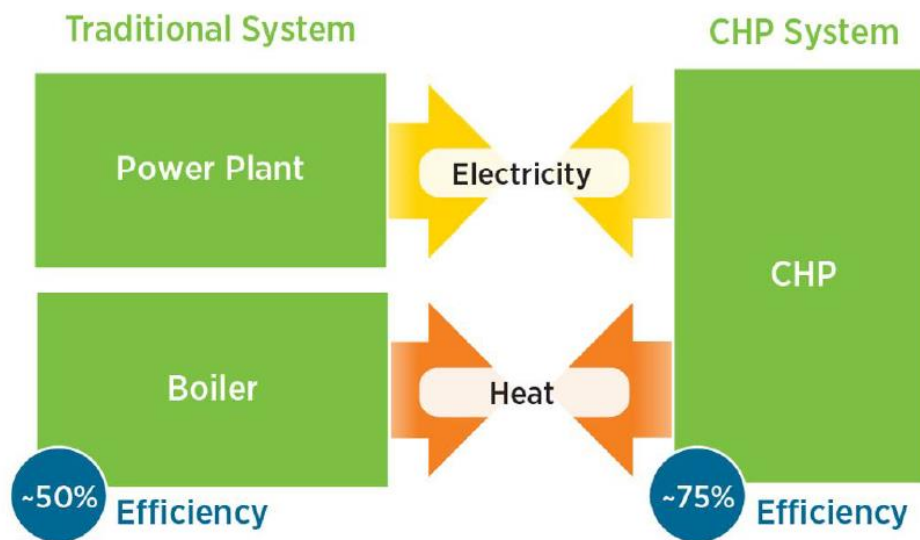 Traditional System
CHP System
Power Plant
Electricity
CHP
Boiler
Heat
~50% Efficiency
~75% Efficiency